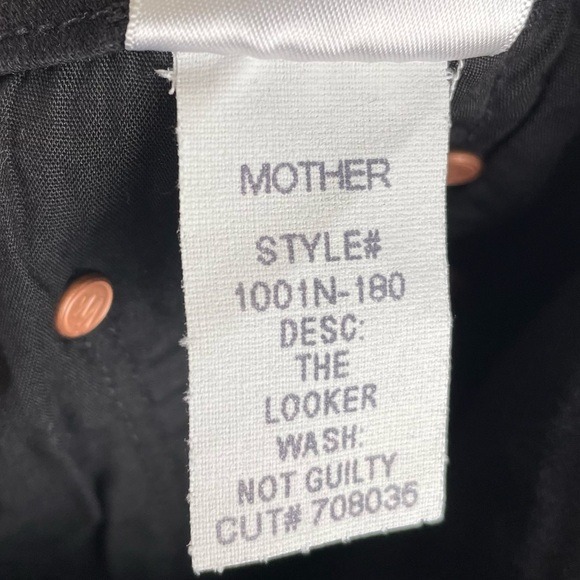 MOTHER
STYLE#
1001N-180
DESC:
THE
LOOKER
WASH:
NOT GUILTY
CUT# 708036